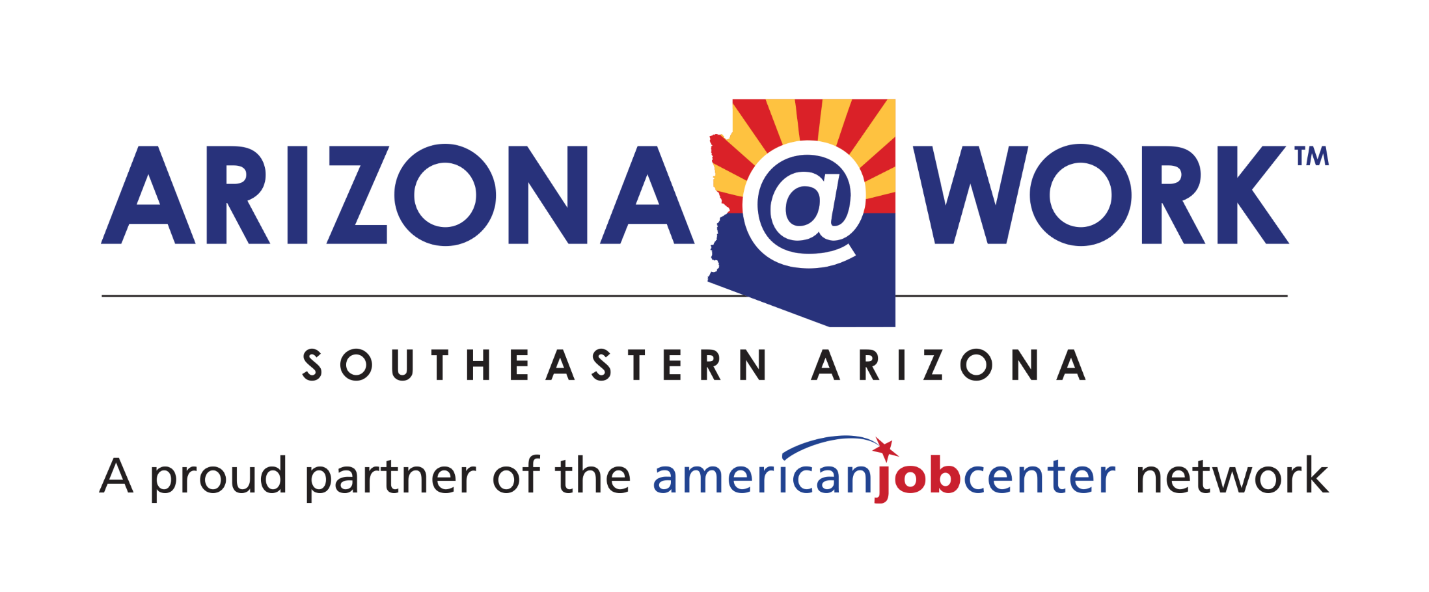 ARIZONA@WORK™
SOUTHEASTERN ARIZONA
A proud partner of the americanjobcenter network